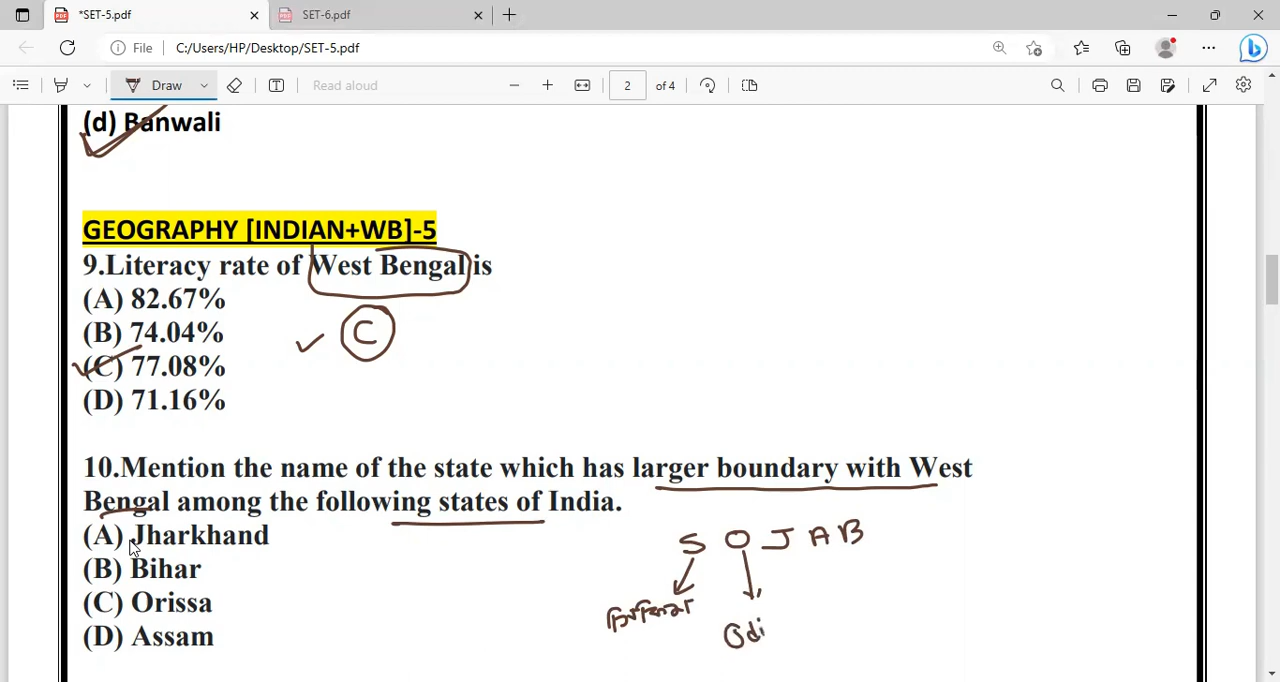 *SET-5.pdf
SET-6.pdf
File C:/Users/HP/Desktop/SET-5.pdf
Draw
Read aloud
2 of 4
(d) Banwali
GEOGRAPHY [INDIAN+WB]-5
9.Literacy rate of West Bengal is
(A) 82.67%
(B) 74.04%
C
(C) 77.08%
(D) 71.16%
10.Mention the name of the state which has larger boundary with West
Bengal among the following states of India.
(A) Jharkhand
S O J A B
(B) Bihar
(C) Orissa
Odi
(D) Assam